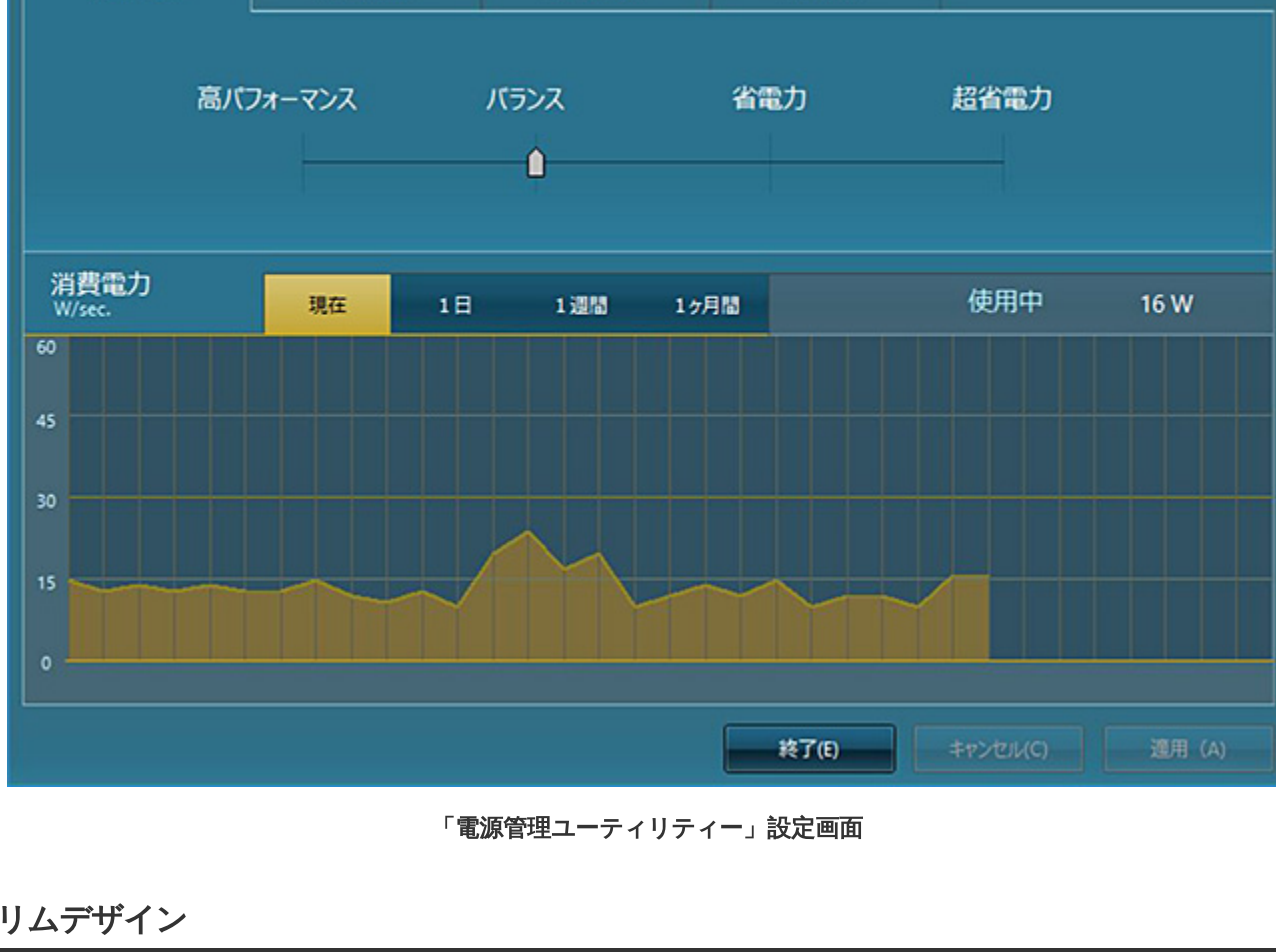 高パフォーマンス バランス 省電力 超省電力
消費電力
W/sec.
現在 1日 1週間 1ヶ月間 使用中 16 W
60
45
30
15
0
終了(E) キャンセル(C) 適用（A）
「電源管理ユーティリティー」設定画面
リムデザイン